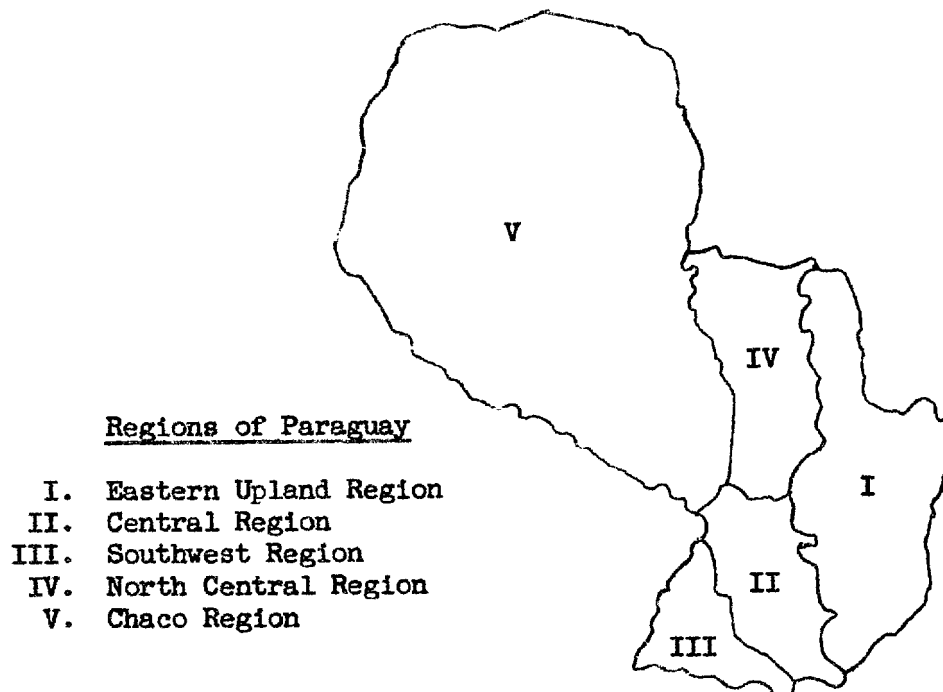 V
IV
Regions of Paraguay
I. Eastern Upland Region
I
II. Central Region
III. Southwest Region
IV. North Central Region
II
V. Chaco Region
III